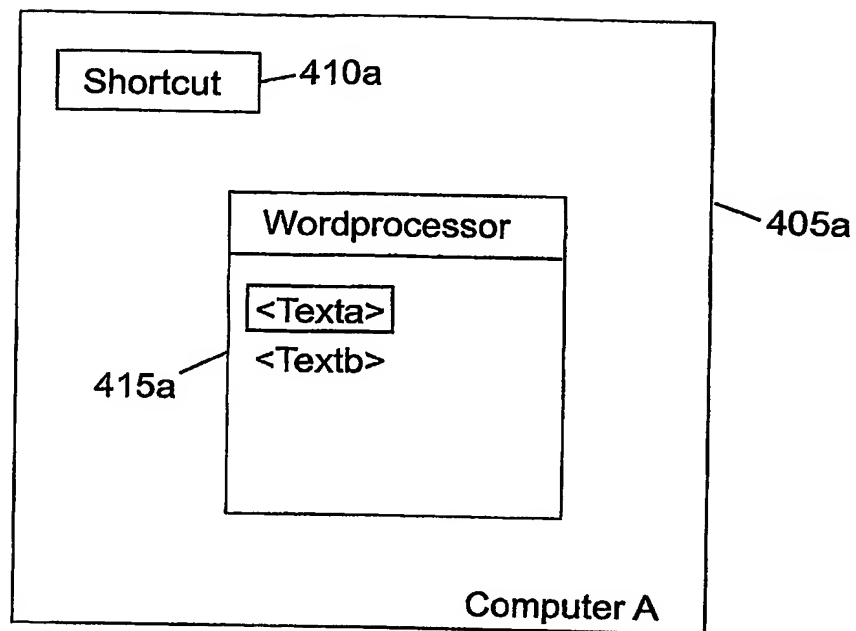 Shortcut
410a
Wordprocessor
405a
<Texta>
<Textb>
415a
Computer A